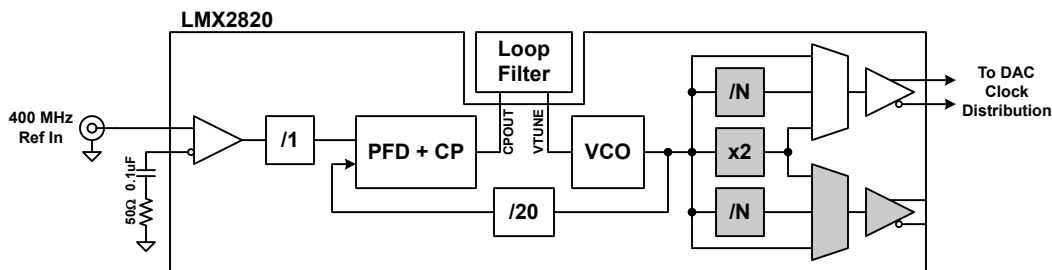 LMX2820
Loop
Filter
400 MHz
Ref In
/1
PFD + CP
CPOUT
VTUNE
VCO
/20
/N
x2
/N
To DAC
Clock
Distribution
50Ω 0.1uF